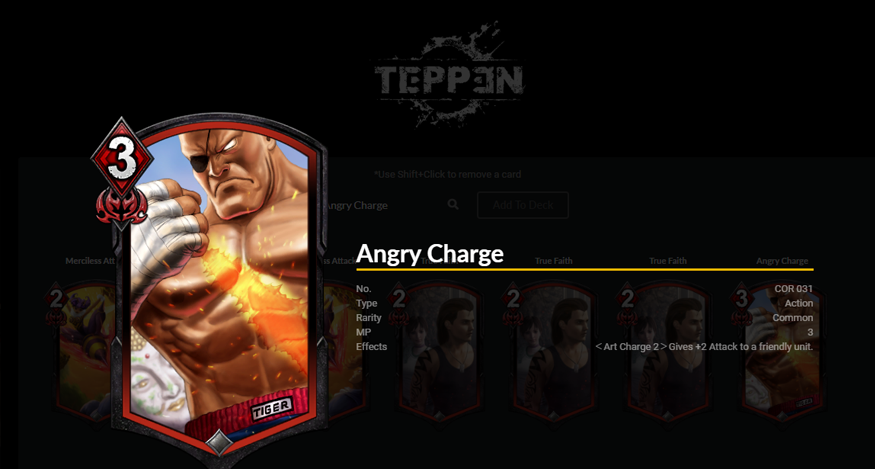 TEPPEN
*Use Shift+Click to remove a card
3
Angry Charge
Add To Deck
Angry Charge
Merciless Att
ss Attack
True Faith
True Faith
Angry Charge
No.
COR 031
Type
Action
Rarity
Common
MP
3
Effects
<Art Charge 2>Gives +2 Attack to a friendly unit.
2
2
2
2
3
TIGER